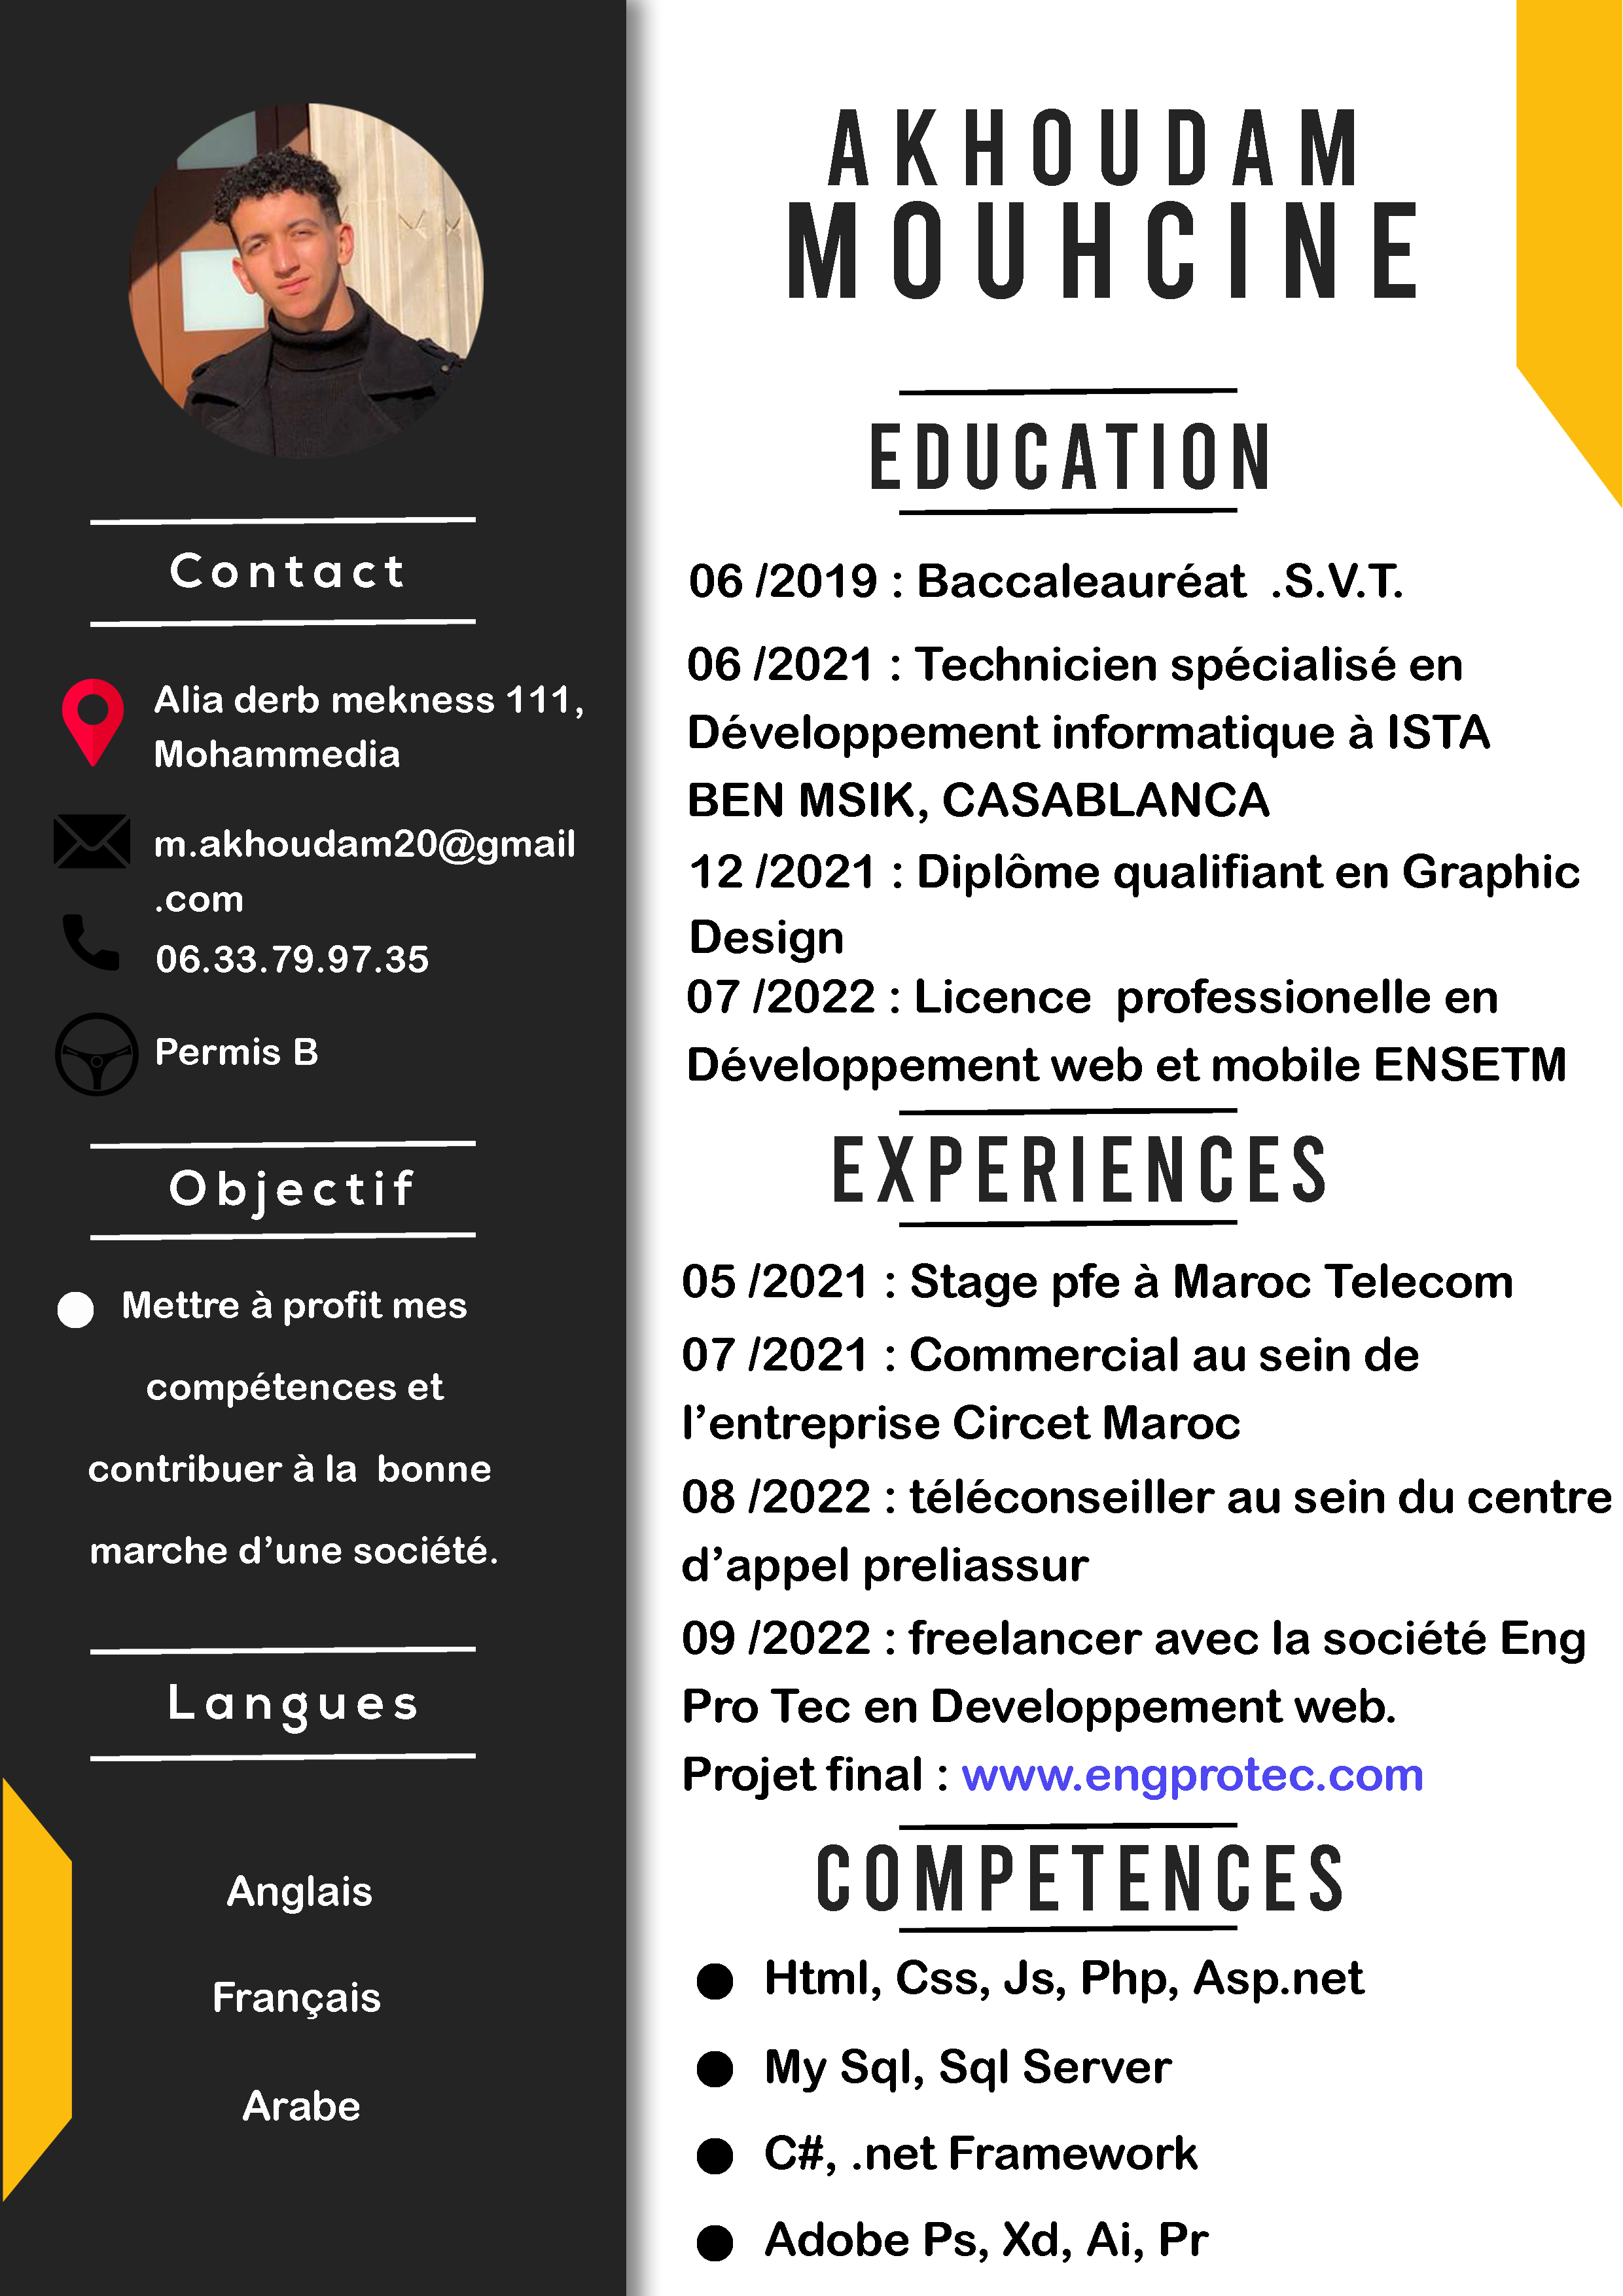 AKHOUDAM
MOUHCINE
Contact
Alia derb mekness 111,
Mohammedia
m.akhoudam20@gmail
.com
06.33.79.97.35
Permis B
Objectif
Mettre à profit mes
compétences et
contribuer à la bonne
marche d’une société.
Langues
Anglais
Français
Arabe
EDUCATION
06 /2019 : Baccaleauréat .S.V.T.
06 /2021 : Technicien spécialisé en
Développement informatique à ISTA
BEN MSIK, CASABLANCA
12 /2021 : Diplôme qualifiant en Graphic
Design
07 /2022 : Licence professionelle en
Développement web et mobile ENSETM
EXPERIENCES
05 /2021 : Stage pfe à Maroc Telecom
07 /2021 : Commercial au sein de
l’entreprise Circet Maroc
08 /2022 : téléconseiller au sein du centre
d’appel preliassur
09 /2022 : freelancer avec la société Eng
Pro Tec en Developpement web.
Projet final : www.engprotec.com
COMPETENCES
Html, Css, Js, Php, Asp.net
My Sql, Sql Server
C#, .net Framework
Adobe Ps, Xd, Ai, Pr